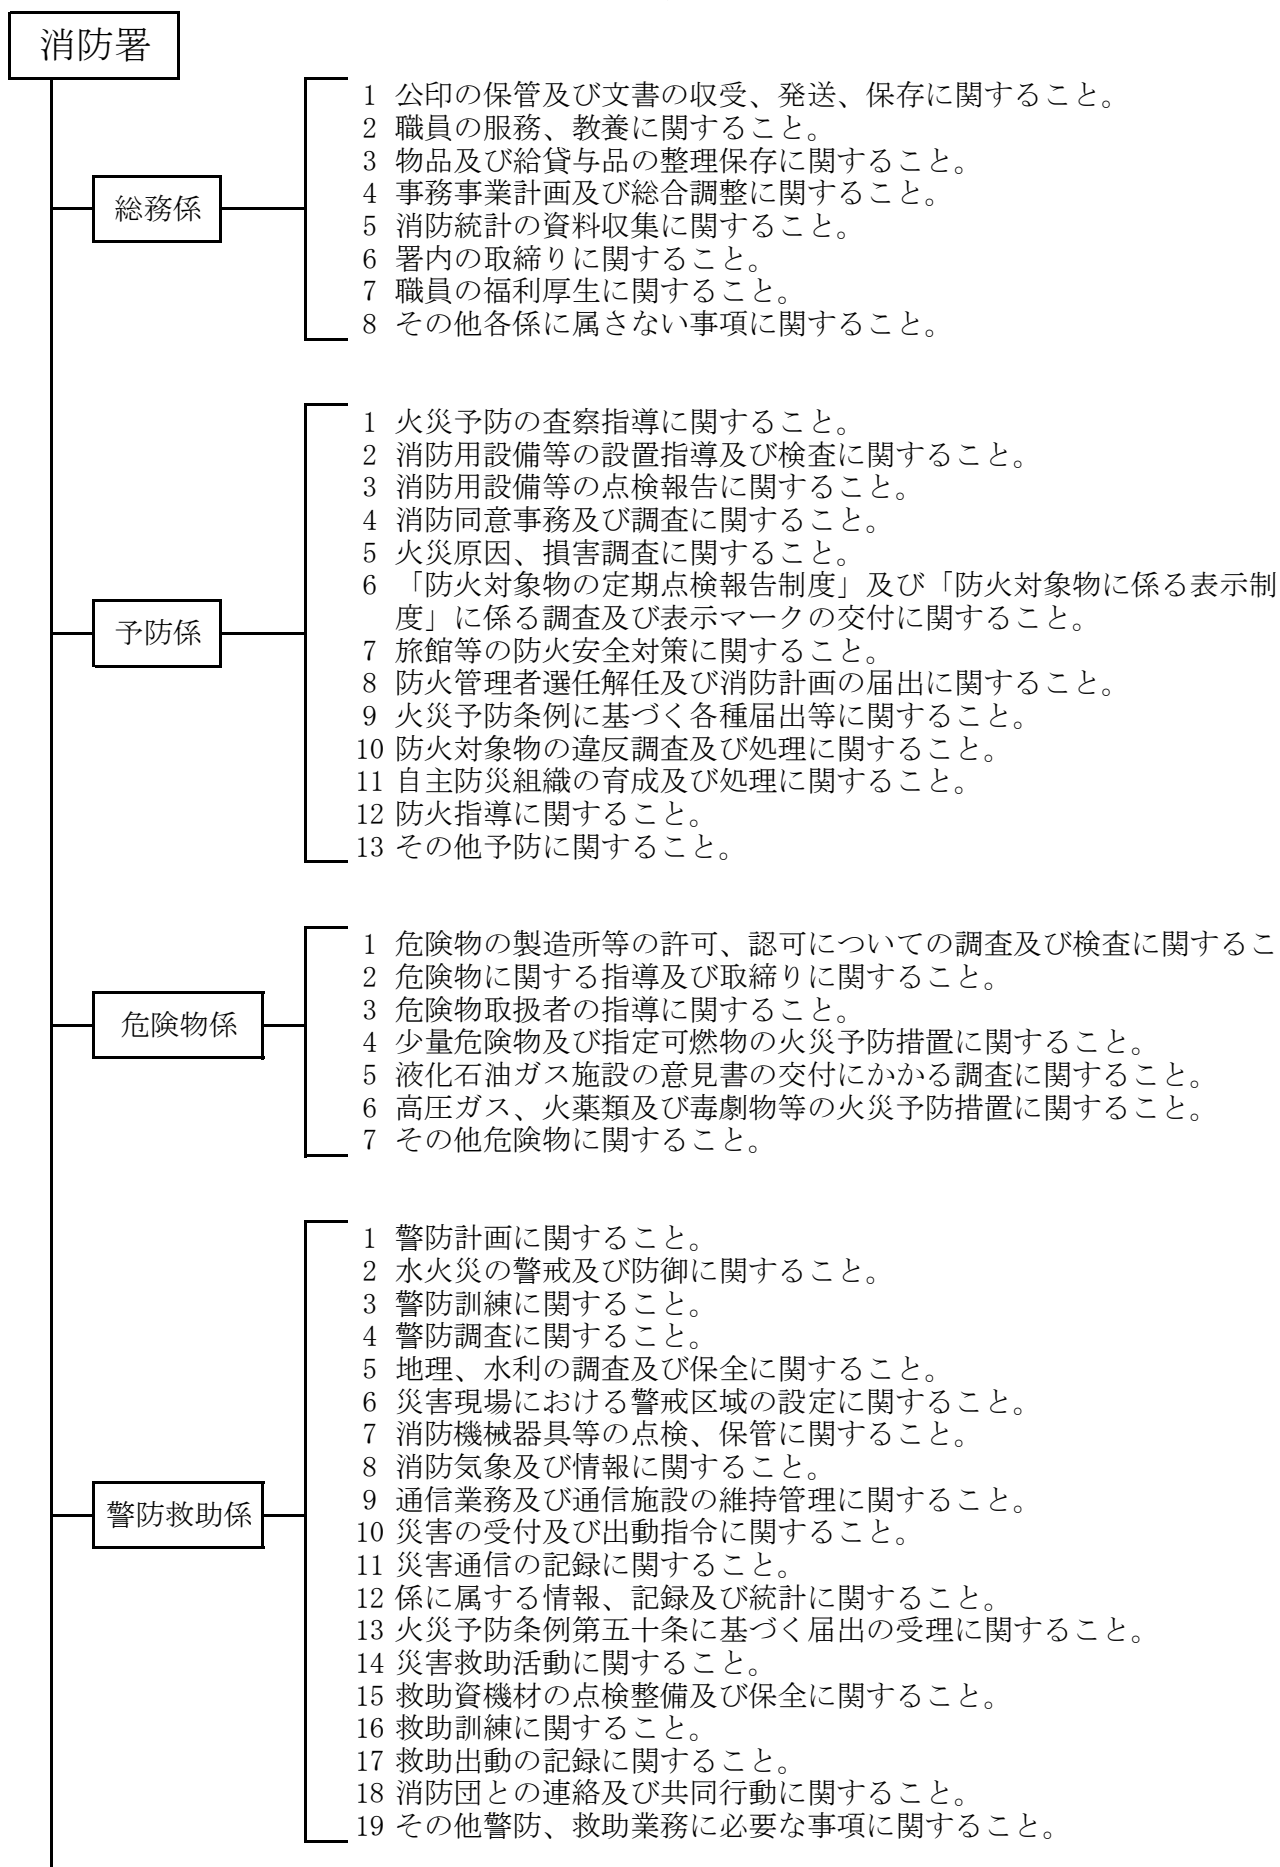 消防署
総務係
1 公印の保管及び文書の収受、発送、保存に関すること。
2 職員の服務、教養に関すること。
3 物品及び給貸与品の整理保存に関すること。
4 事務事業計画及び総合調整に関すること。
5 消防統計の資料収集に関すること。
6 署内の取締りに関すること。
7 職員の福利厚生に関すること。
8 その他各係に属さない事項に関すること。
予防係
1 火災予防の査察指導に関すること。
2 消防用設備等の設置指導及び検査に関すること。
3 消防用設備等の点検報告に関すること。
4 消防同意事務及び調査に関すること。
5 火災原因、損害調査に関すること。
6 「防火対象物の定期点検報告制度」及び「防火対象物に係る表示制
度」に係る調査及び表示マークの交付に関すること。
7 旅館等の防火安全対策に関すること。
8 防火管理者選任解任及び消防計画の届出に関すること。
9 火災予防条例に基づく各種届出等に関すること。
10 防火対象物の違反調査及び処理に関すること。
11 自主防災組織の育成及び処理に関すること。
12 防火指導に関すること。
13 その他予防に関すること。
危険物係
1 危険物の製造所等の許可、認可についての調査及び検査に関するこ
2 危険物に関する指導及び取締りに関すること。
3 危険物取扱者の指導に関すること。
4 少量危険物及び指定可燃物の火災予防措置に関すること。
5 液化石油ガス施設の意見書の交付にかかる調査に関すること。
6 高圧ガス、火薬類及び毒劇物等の火災予防措置に関すること。
7 その他危険物に関すること。
警防救助係
1 警防計画に関すること。
2 水火災の警戒及び防御に関すること。
3 警防訓練に関すること。
4 警防調査に関すること。
5 地理、水利の調査及び保全に関すること。
6 災害現場における警戒区域の設定に関すること。
7 消防機械器具等の点検、保管に関すること。
8 消防気象及び情報に関すること。
9 通信業務及び通信施設の維持管理に関すること。
10 災害の受付及び出動指令に関すること。
11 災害通信の記録に関すること。
12 係に属する情報、記録及び統計に関すること。
13 火災予防条例第五十条に基づく届出の受理に関すること。
14 災害救助活動に関すること。
15 救助資機材の点検整備及び保全に関すること。
16 救助訓練に関すること。
17 救助出動の記録に関すること。
18 消防団との連絡及び共同行動に関すること。
19 その他警防、救助業務に必要な事項に関すること。